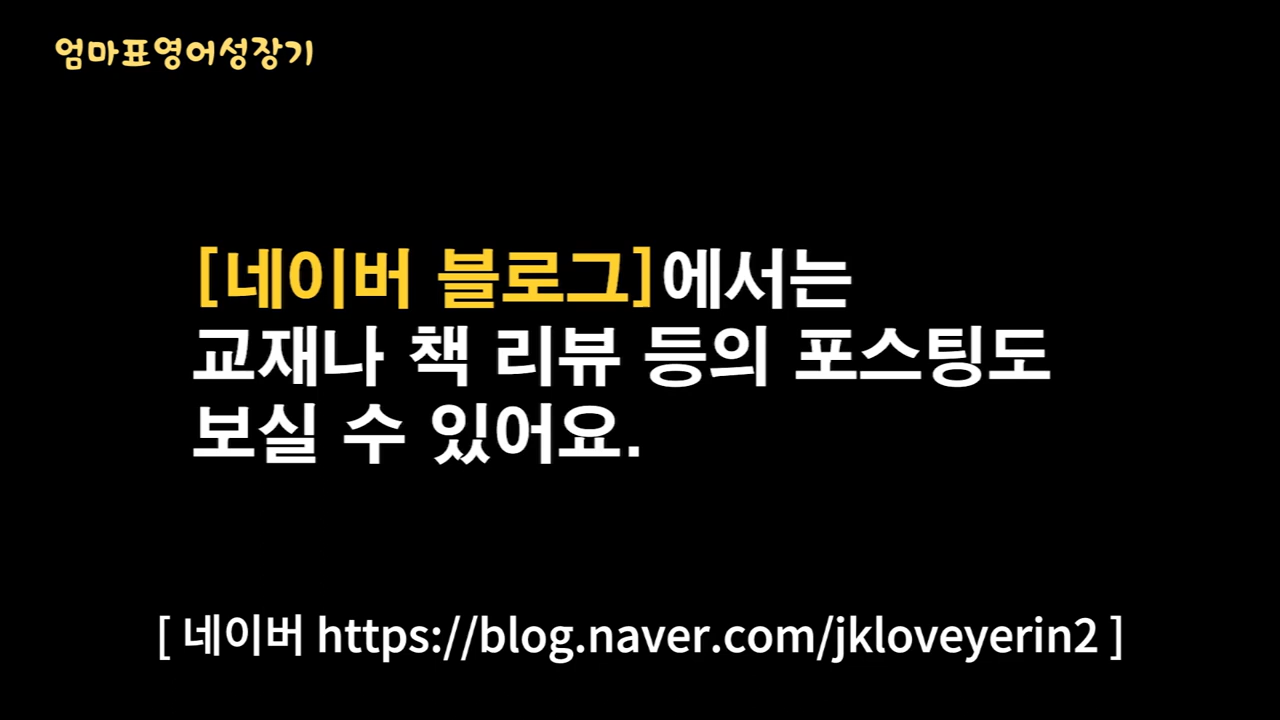 엄마표영어성장기
[네이버 블로그]에서는
교재나 책 리뷰 등의 포스팅도
보실 수 있어요.
[ 네이버 https://blog.naver.com/jkloveyerin2 ]